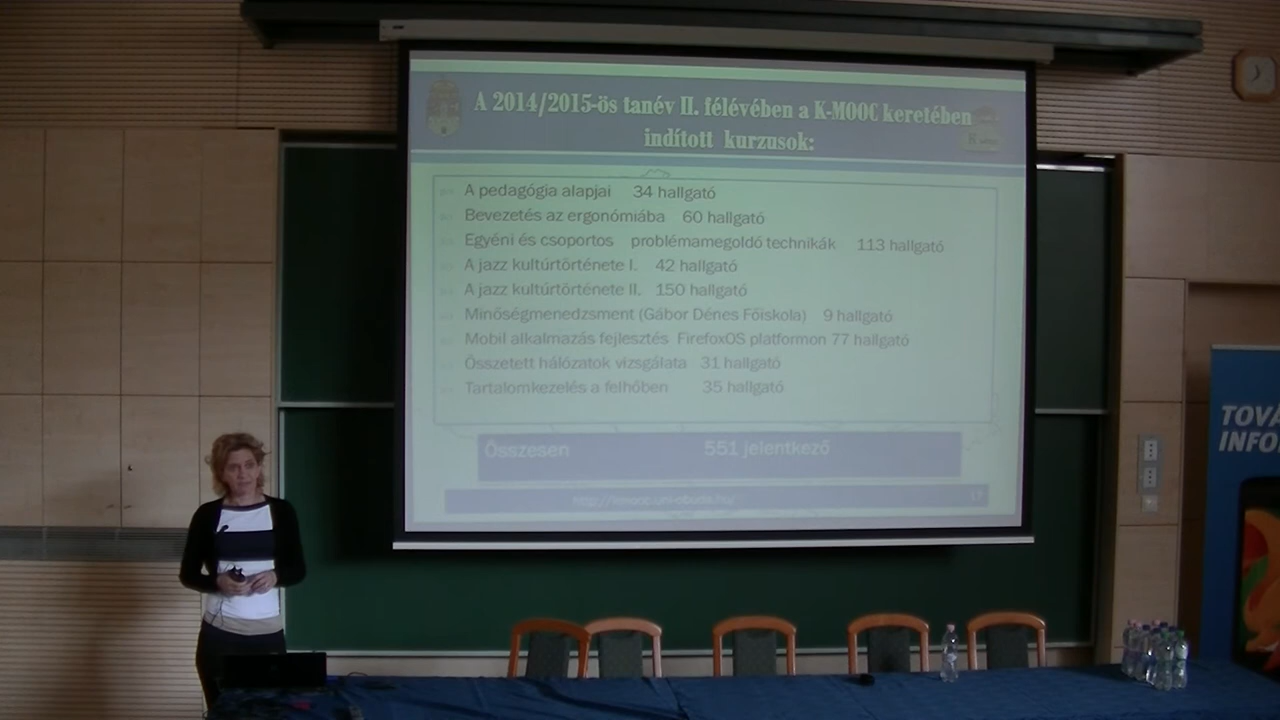 A 2014/2015-ös tanév II. félévében a K-MOOC keretében
indított kurzusok:
A pedagógia alapjai 34 hallgató
Bevezetés az ergonómiába 60 hallgató
Egyéni és csoportos problémamegoldó technikák 113 hallgató
A jazz kultúrtörténete I. 42 hallgató
A jazz kultúrtörténete II. 150 hallgató
Minőségmenedzsment (Gábor Dénes Főiskola) 9 hallgató
Mobil alkalmazás fejlesztés FirefoxOS platformon 77 hallgató
Összetett hálózatok vizsgálata 31 hallgató
Tartalomkezelés a felhőben 35 hallgató
Összesen 551 jelentkező
17
TOVÁ
INFO